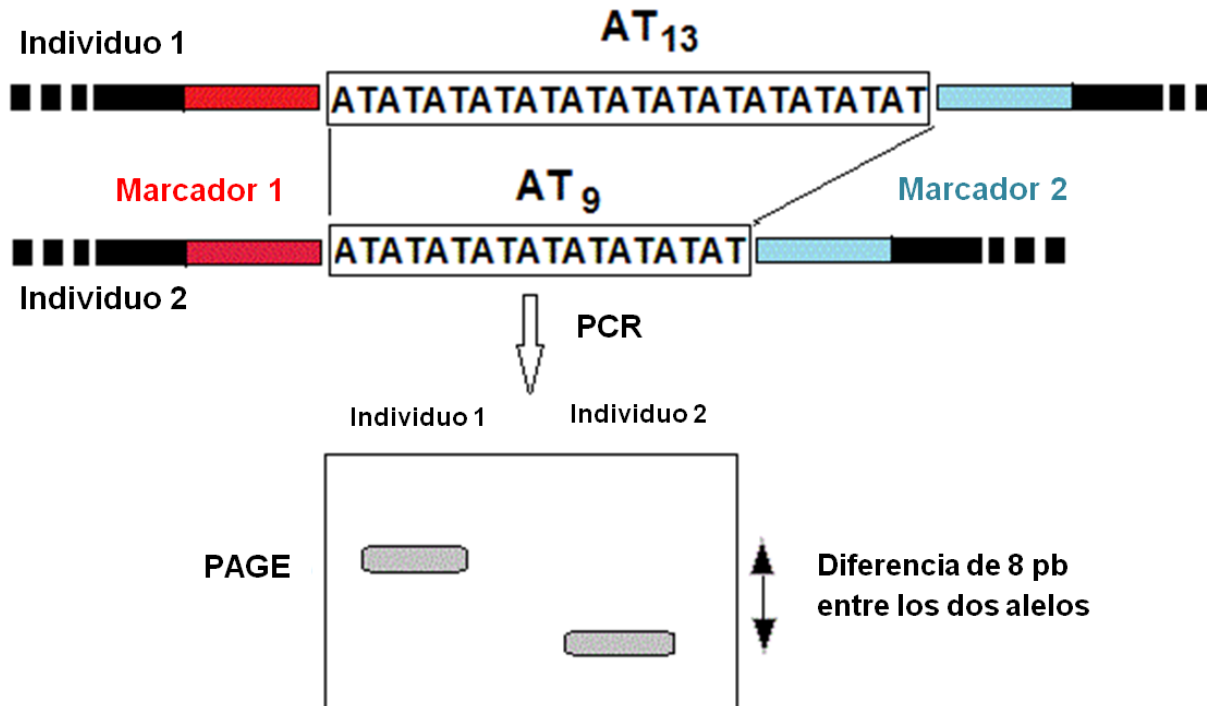 Individuo 1
AT13
ATATATATATATATATATATATATAT
Marcador 1
AT9
Marcador 2
ATATATATATATATATAT
Individuo 2
PCR
Individuo 1
Individuo 2
PAGE
Diferencia de 8 pb
entre los dos alelos